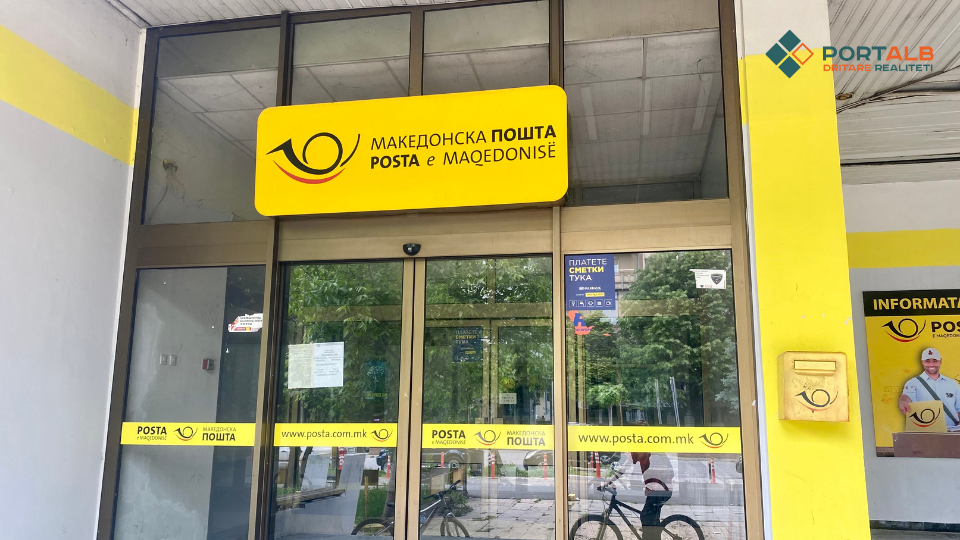 PORTALB
DRITARE REALITETI
МАКЕДОНСКА ПОШТА
POSTA e MAQEDONISË
ПЛАТЕТЕ
СМЕТКИ
ТУКА
POSTA
e MAQEDONISË
МАКЕДОНСКА
ПОШТА
www.posta.com.mk
POSTA
e MAQEDONISË
МАКЕДОНСКА
ПОШТА
www.posta.com.mk
INFORMATA
POS
E MAQEDONIS